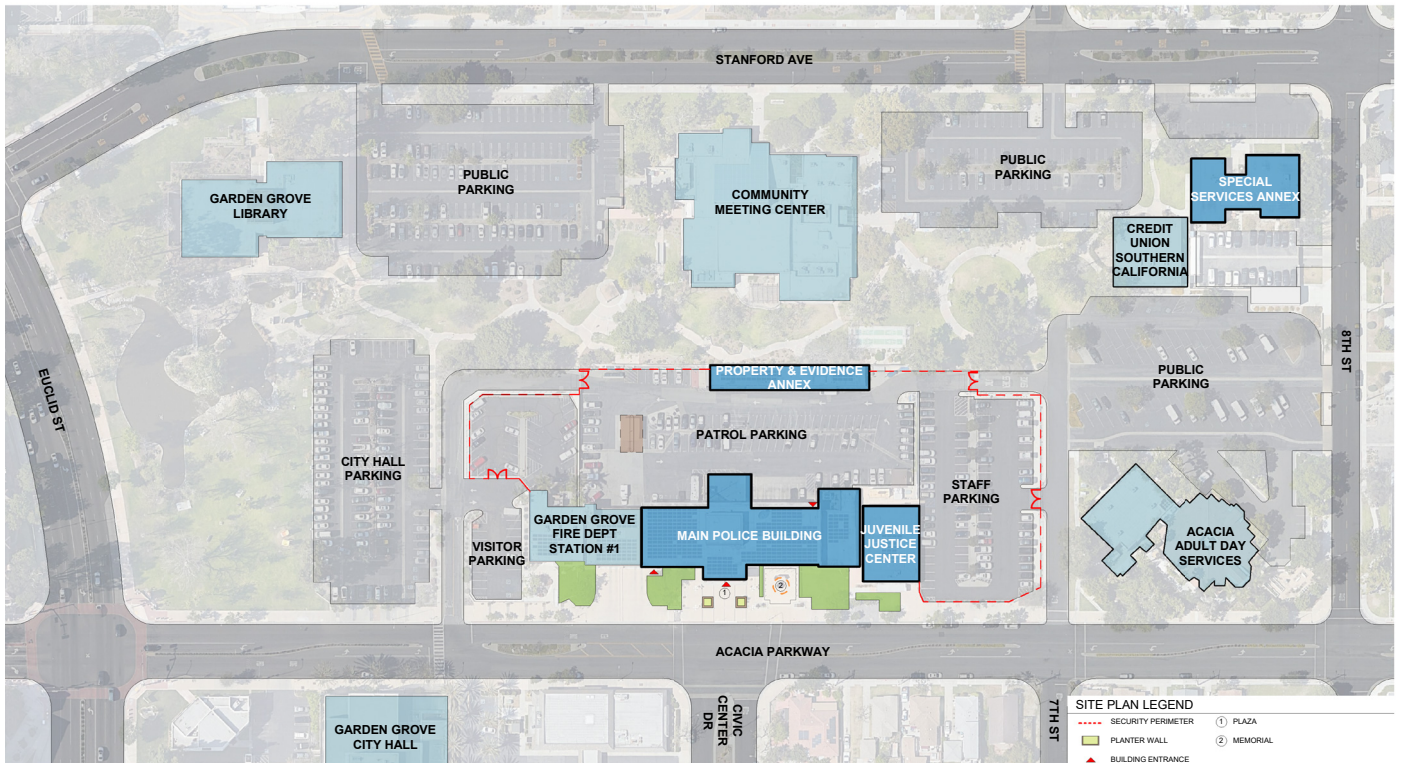 STANFORD AVE
PUBLIC
PARKING
PUBLIC
PARKING
GARDEN GROVE
LIBRARY
COMMUNITY
MEETING CENTER
SPECIAL
SERVICES ANNEX
CREDIT
UNION
SOUTHERN
CALIFORNIA
EUCLID ST
8TH ST
PROPERTY & EVIDENCE
ANNEX
PUBLIC
PARKING
PATROL PARKING
CITY HALL
PARKING
STAFF
PARKING
GARDEN GROVE
FIRE DEPT
STATION #1
MAIN POLICE BUILDING
JUVENILE
JUSTICE
CENTER
VISITOR
PARKING
ACACIA
ADULT DAY
SERVICES
1
2
ACACIA PARKWAY
GARDEN GROVE
CITY HALL
CIVIC
CENTER
DR
7TH ST
SITE PLAN LEGEND
SECURITY PERIMETER
1 PLAZA
PLANTER WALL
2 MEMORIAL
BUILDING ENTRANCE